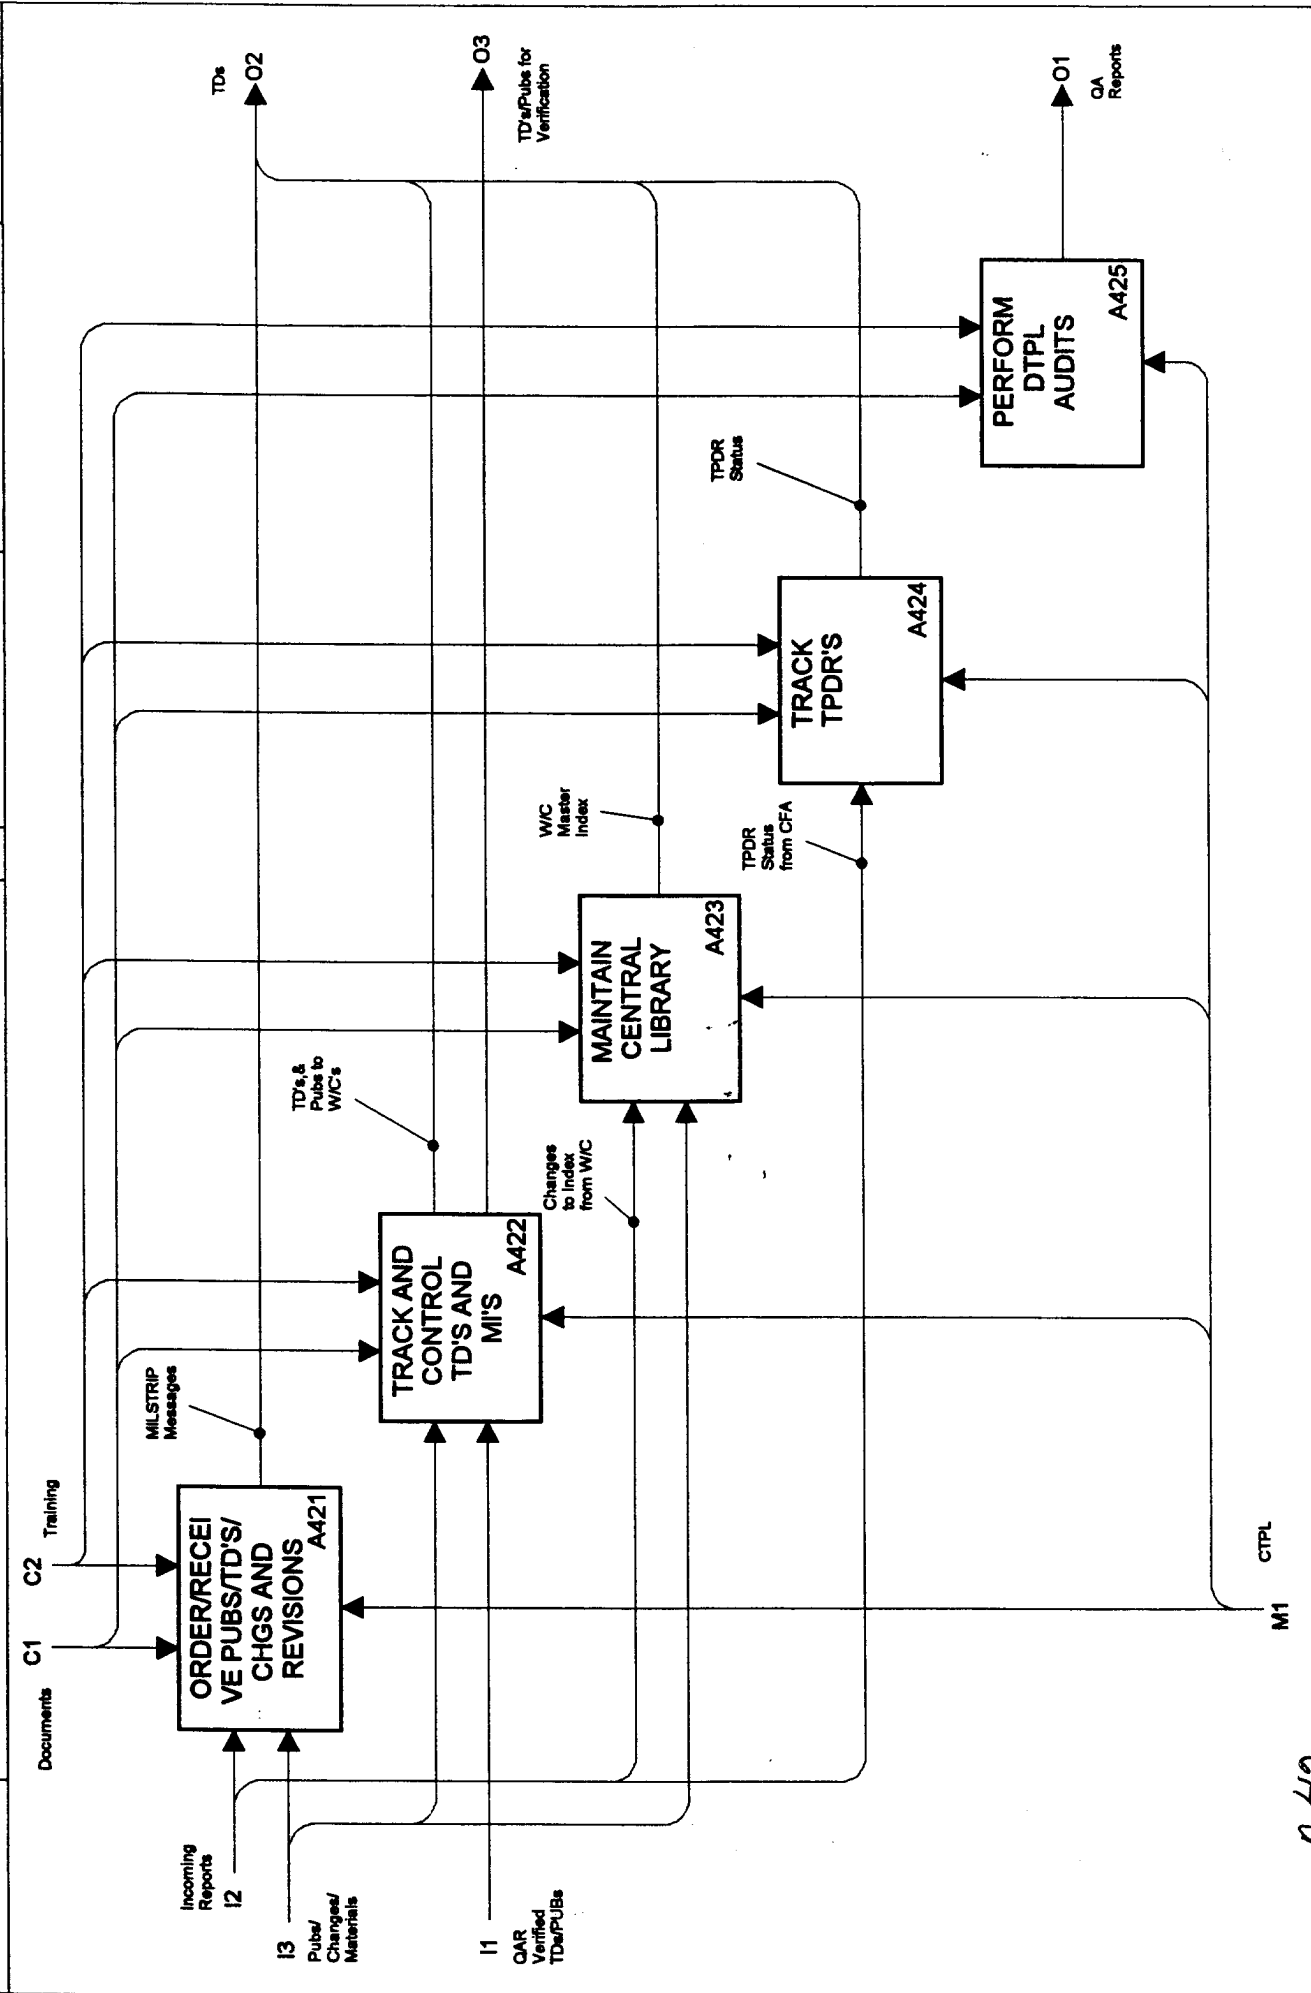 C1
Documents
C2
Training
Incoming
Reports
I2
I3
Pubs/
Changes/
Materials
I1
QAR
Verified
TDs/PUBs
ORDER/RECEI
VE PUBS/TD'S/
CHGS AND
REVISIONS
A421
MILSTRIP
Messages
TRACK AND
CONTROL
TD'S AND
MI'S
A422
TD's,&
Pubs to
W/C's
Changes
to Index
from W/C
MAINTAIN
CENTRAL
LIBRARY
A423
W/C
Master
Index
TPDR
Status
from CFA
TRACK
TPDR'S
A424
TPDR
Status
PERFORM
DTPL
AUDITS
A425
TDs
O2
O3
TD's/Pubs for
Verification
O1
QA
Reports
M1
CTPL